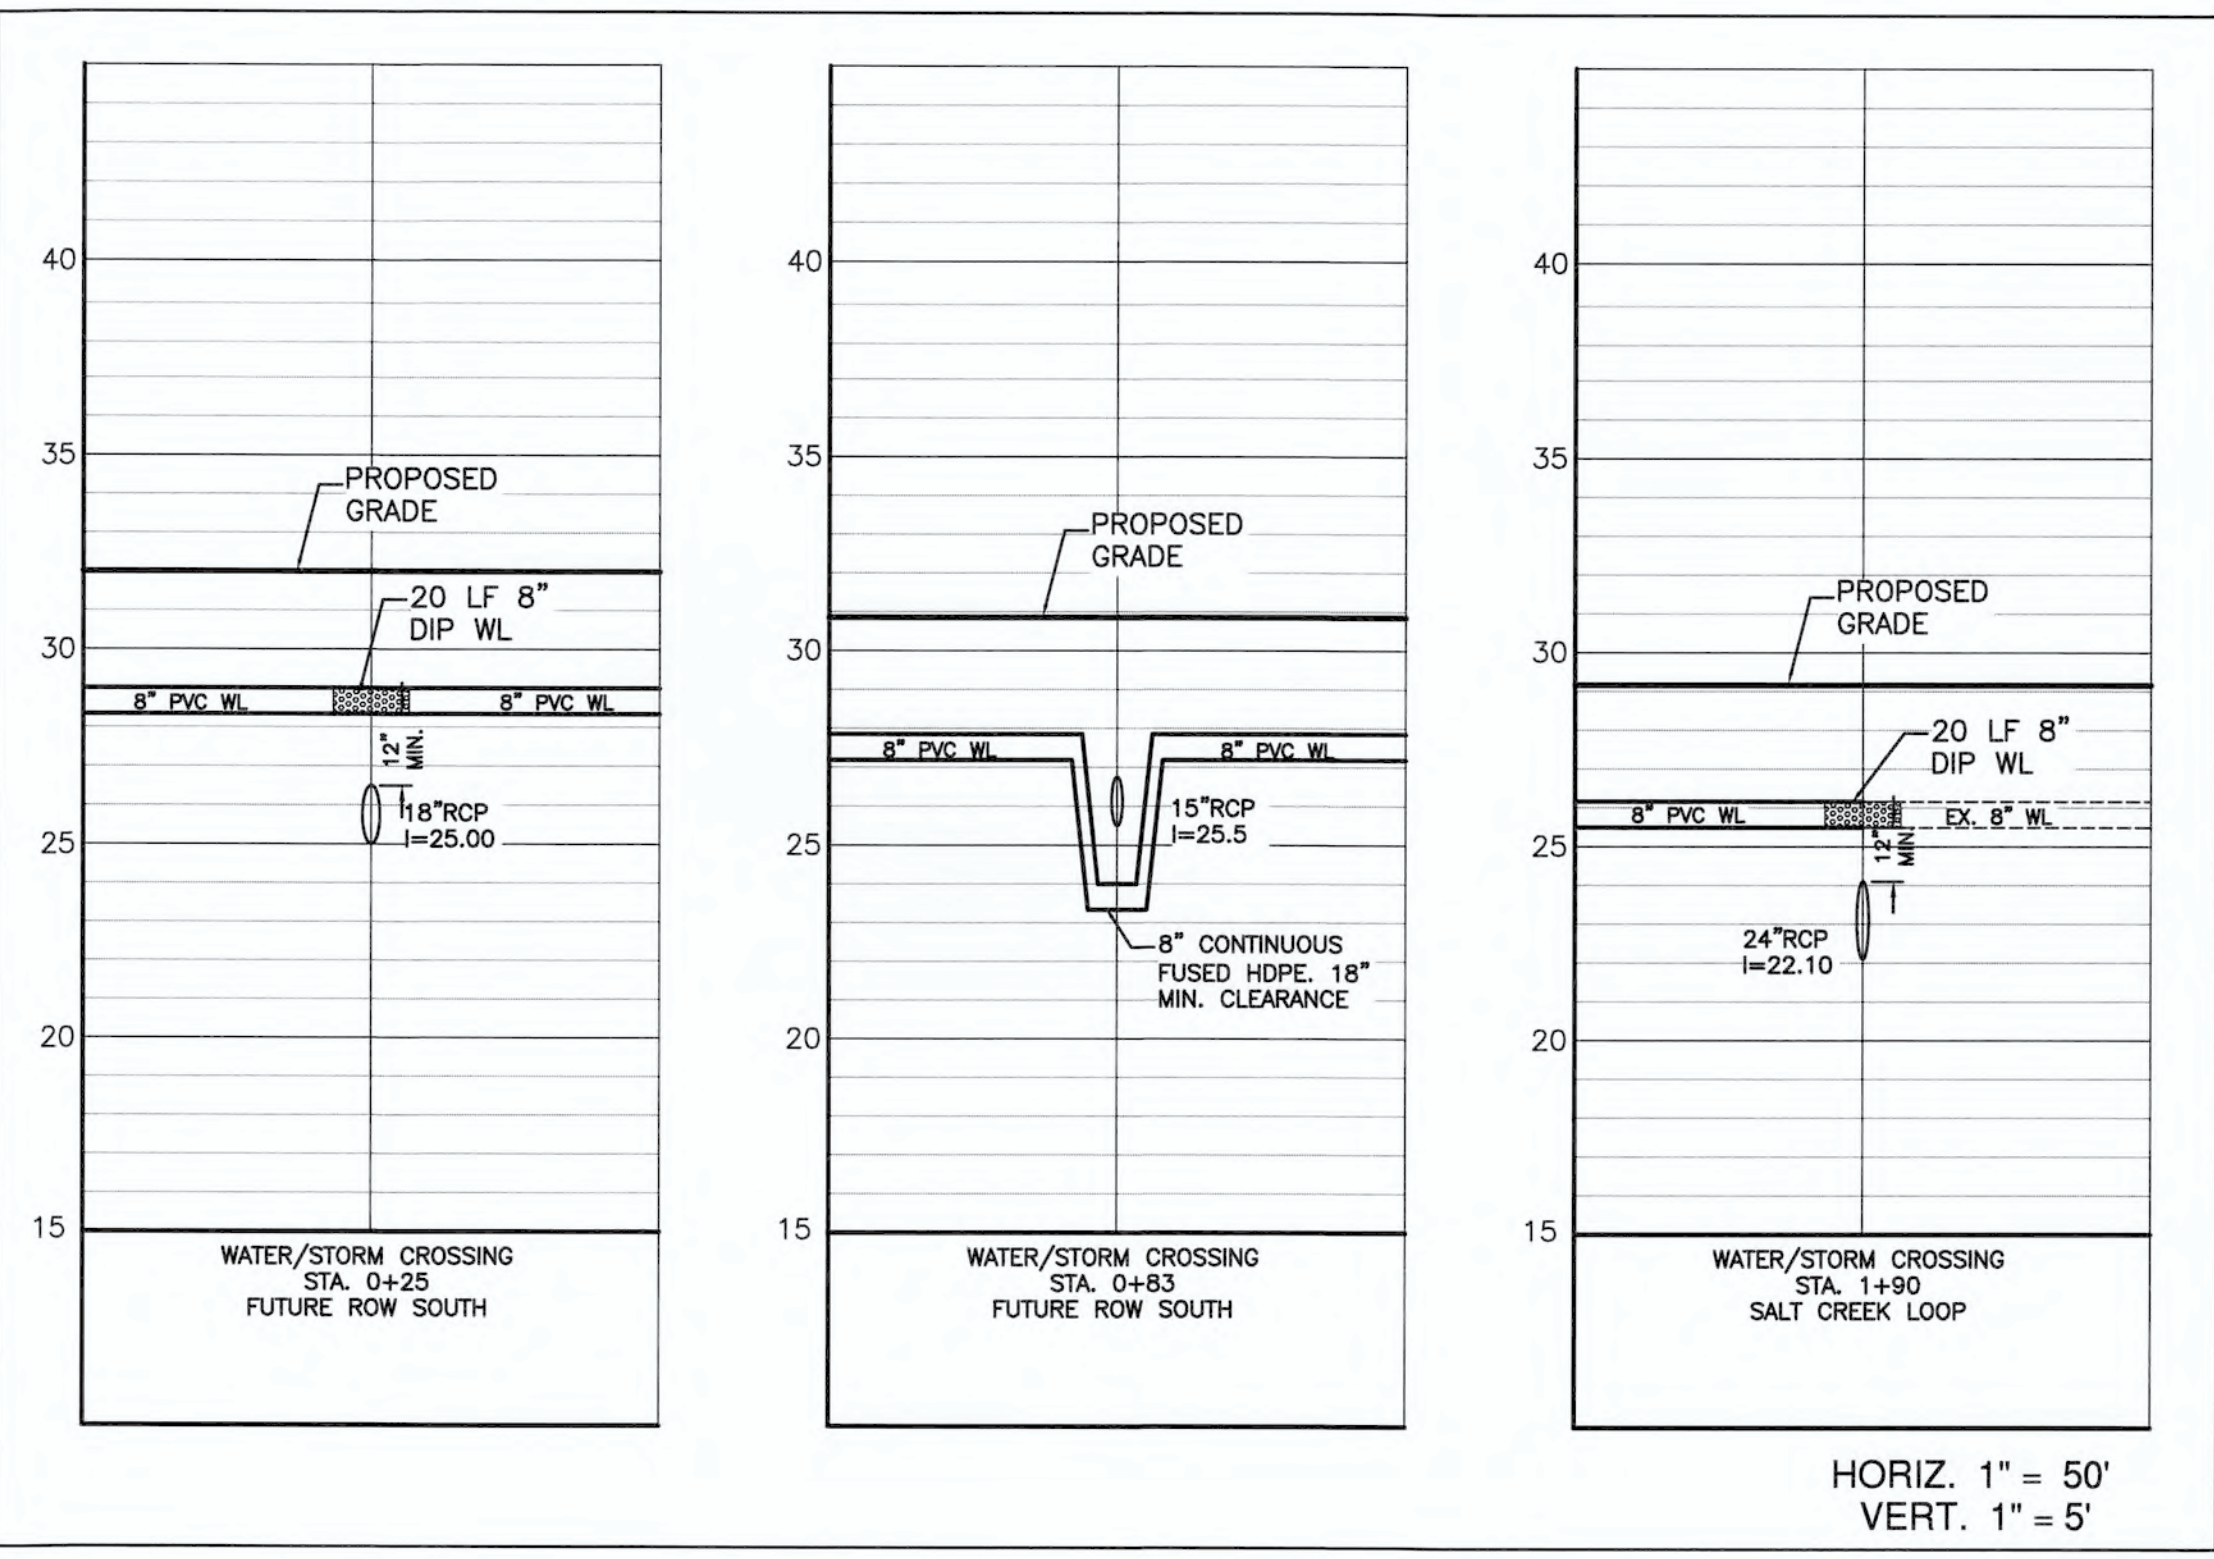 40
35
30
25
20
15
PROPOSED
GRADE
20 LF 8"
DIP WL
8" PVC WL
8" PVC WL
12"
MIN.
18"RCP
I=25.00
WATER/STORM CROSSING
STA. 0+25
FUTURE ROW SOUTH
40
35
30
25
20
15
PROPOSED
GRADE
8" PVC WL
8" PVC WL
15"RCP
I=25.5
8" CONTINUOUS
FUSED HDPE. 18"
MIN. CLEARANCE
WATER/STORM CROSSING
STA. 0+83
FUTURE ROW SOUTH
40
35
30
25
20
15
PROPOSED
GRADE
20 LF 8"
DIP WL
8" PVC WL
EX. 8" WL
12"
MIN
24"RCP
I=22.10
WATER/STORM CROSSING
STA. 1+90
SALT CREEK LOOP
HORIZ. 1" = 50'
VERT. 1" = 5'